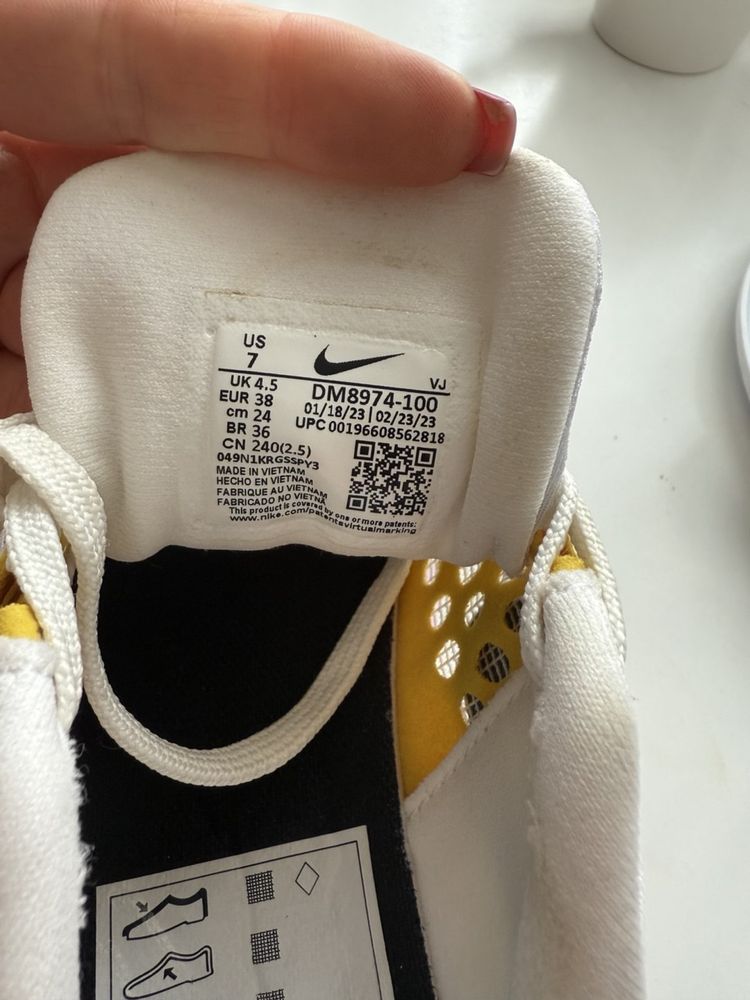 US
7
VJ
UK 4.5
EUR 38
cm 24
BR 36
CN 240(2.5)
DM8974-100
01/18/23 | 02/23/23
UPC 00196608562818
049N1KRGSSPY3
MADE IN VIETNAM
HECHO EN VIETNAM
FABRIQUE AU VIETNAM
FABRICADO NO VIETNÃ
This product is covered by one or more patents:
www.nike.com/patentsvirtualmarking